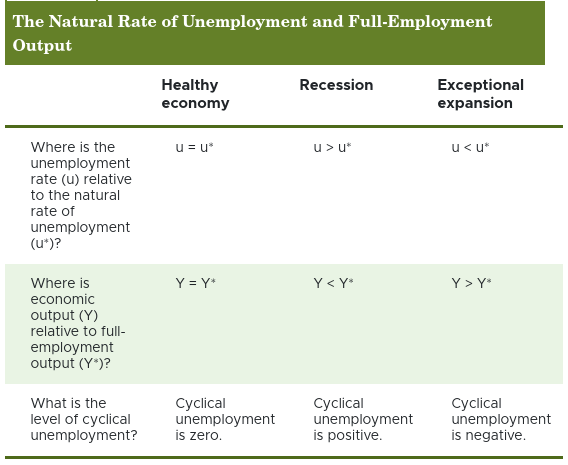 The Natural Rate of Unemployment and Full-Employment
Output
Healthy
economy
Recession
Exceptional
expansion
Where is the
unemployment
rate (u) relative
to the natural
rate of
unemployment
(u*)?
u = u*
u > u*
u < u*
Where is
economic
output (Y)
relative to full-
employment
output (Y*)?
Y = Y*
Y < Y*
Y > Y*
What is the
level of cyclical
unemployment?
Cyclical
unemployment
is zero.
Cyclical
unemployment
is positive.
Cyclical
unemployment
is negative.